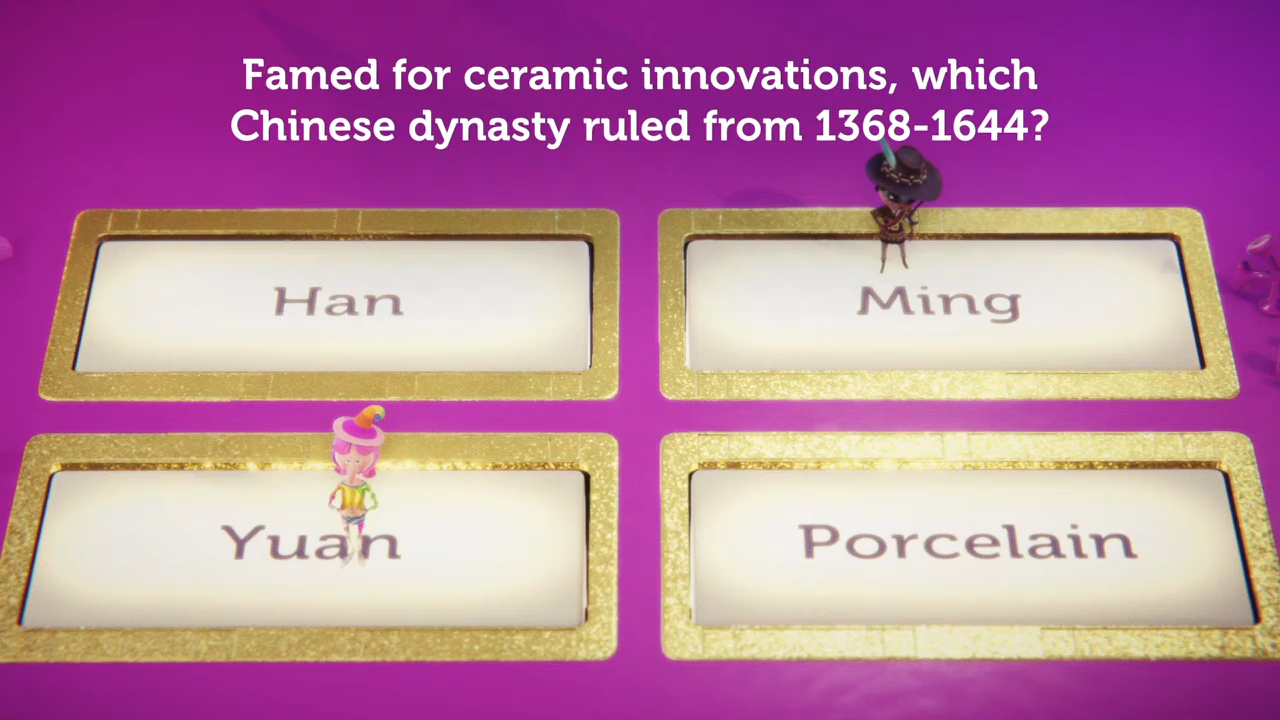 Famed for ceramic innovations, which
Chinese dynasty ruled from 1368-1644?
Han
Ming
Yuan
Porcelain